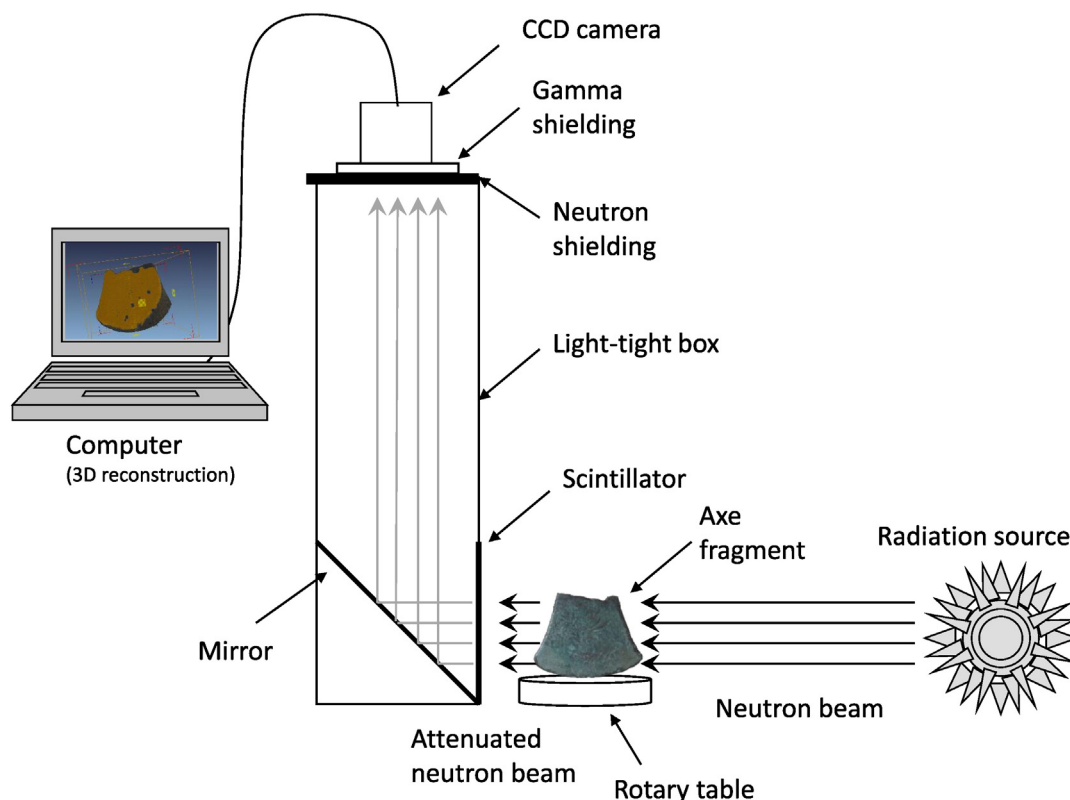 CCD camera
Gamma
shielding
Neutron
shielding
Light-tight box
Computer
(3D reconstruction)
Scintillator
Axe
fragment
Radiation source
Mirror
Neutron beam
Attenuated
neutron beam
Rotary table